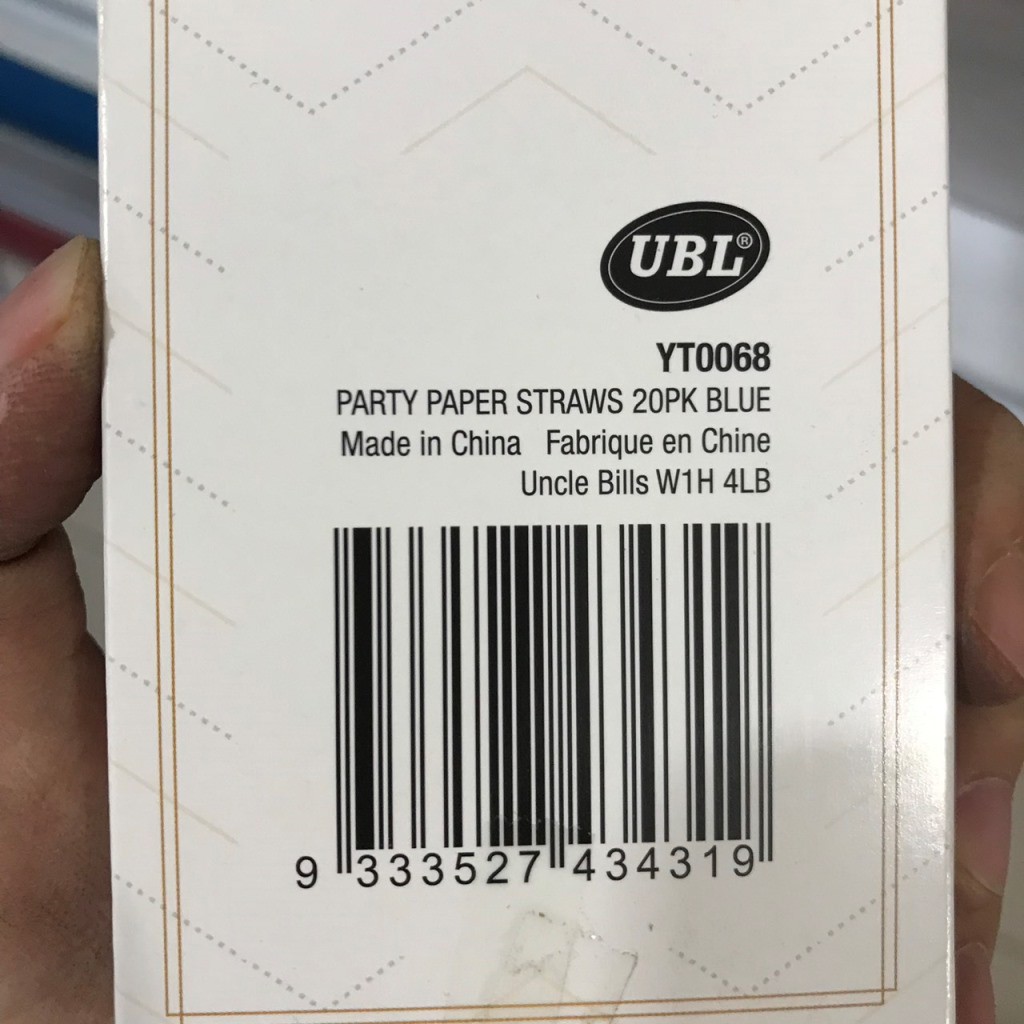 UBL®
YT0068
PARTY PAPER STRAWS 20PK BLUE
Made in China Fabrique en Chine
Uncle Bills W1H 4LB
9 333527 434319